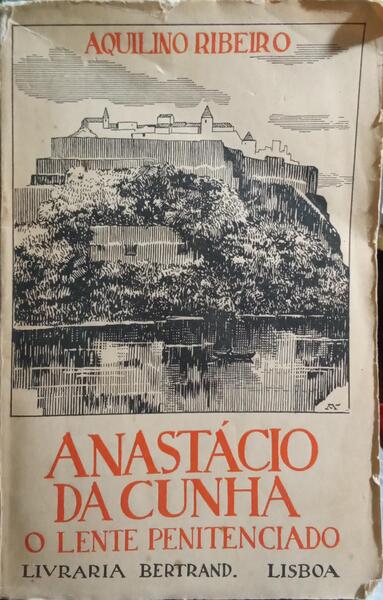 AQUILINO RIBEIRO
ANASTÁCIO
DA CUNHA
O LENTE PENITENCIADO
LIVRARIA BERTRAND. LISBOA